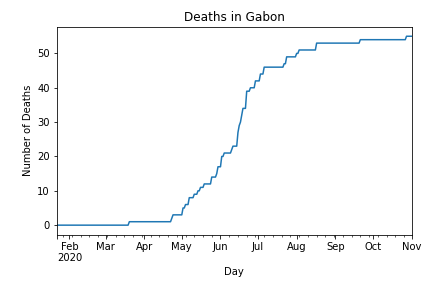 Deaths in Gabon
Number of Deaths
50
40
30
20
10
0
Feb Mar Apr May Jun Jul Aug Sep Oct Nov
2020
Day